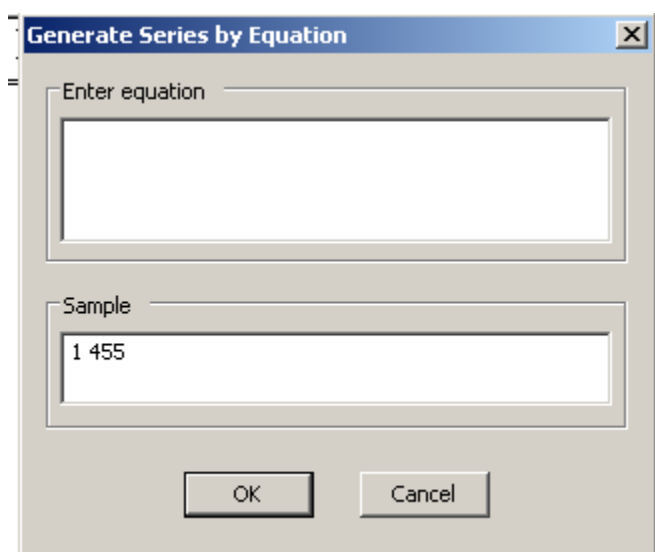 Generate Series by Equation
Enter equation
Sample
1 455
OK Cancel